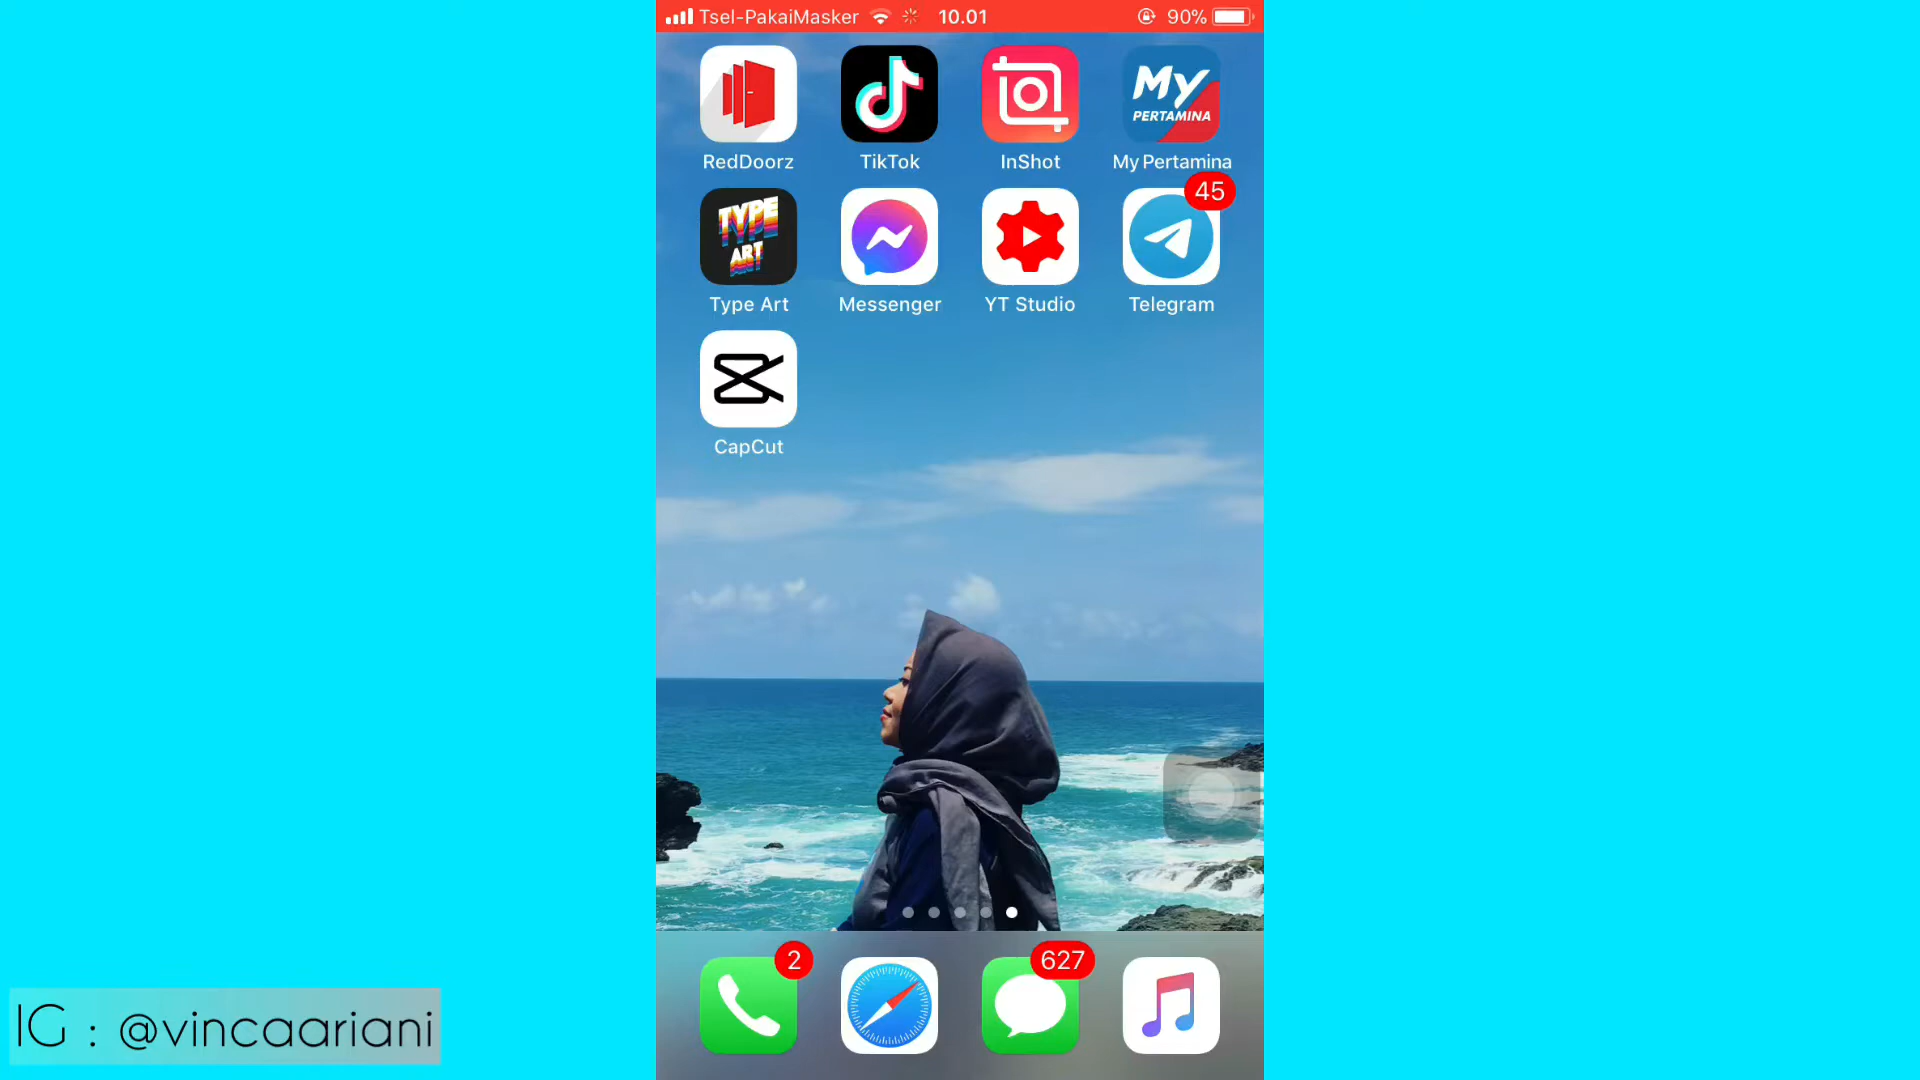 Tsel-PakaiMasker 10.01 90%
My
PERTAMINA
RedDoorz TikTok InShot My Pertamina
45
TYPE
ART
Type Art Messenger YT Studio Telegram
CapCut
2 627
IG : @vincaariani